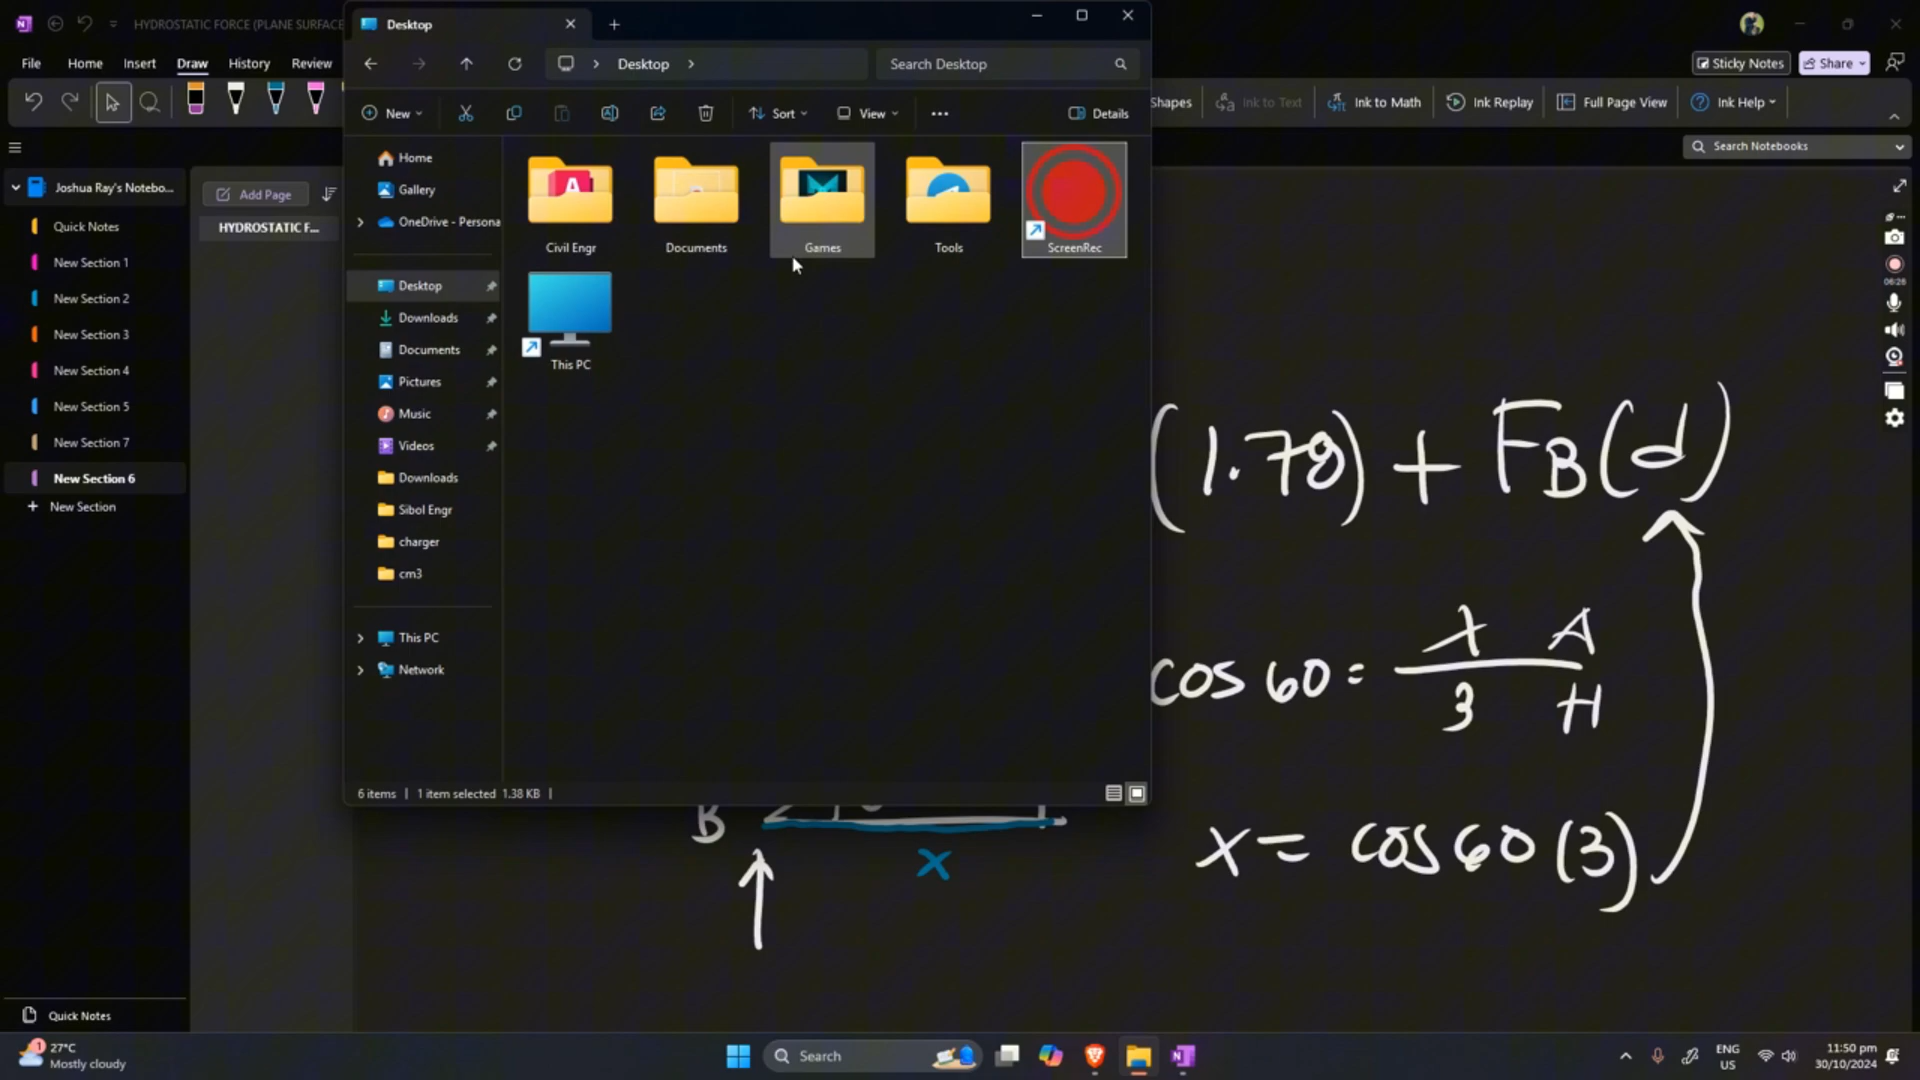 HYDROSTATIC FORCE (PLANE SURFACE
Desktop
File Home Insert Draw History Review
Sticky Notes Share
Desktop
Search Desktop
Shapes Ink to Text Ink to Math Ink Replay Full Page View Ink Help
New Sort View Details
Search Notebooks
Joshua Ray's Notebo...
Add Page
HYDROSTATIC F...
Quick Notes
New Section 1
New Section 2
New Section 3
New Section 4
New Section 5
New Section 7
New Section 6
New Section
Home
Gallery
OneDrive - Persona
Desktop
Downloads
Documents
Pictures
Music
Videos
Downloads
Sibol Engr
charger
cm3
This PC
Network
Civil Engr Documents Games Tools ScreenRec
This PC
06:26
(1.78) + FB(d)
cos 60 = x A
3 H
x = cos 60 (3)
B
x
6 items 1 item selected 1.38 KB
Quick Notes
1
27°C
Mostly cloudy
Search
ENG
US
11:50 pm
30/10/2024